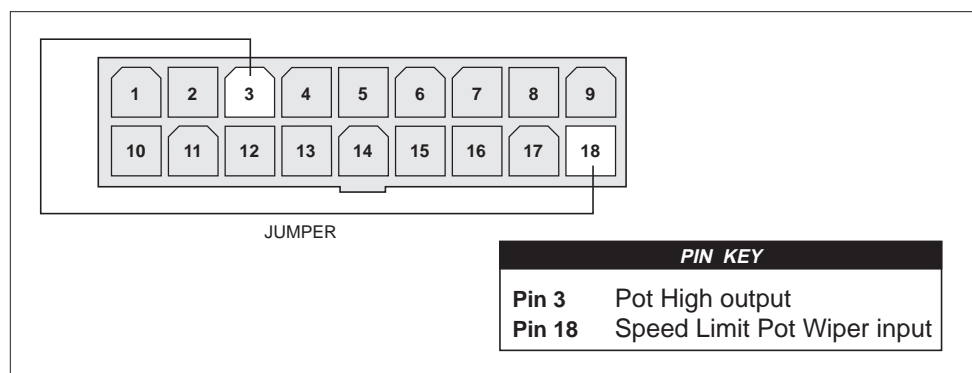 1 2 3 4 5 6 7 8 9
10 11 12 13 14 15 16 17 18
JUMPER
PIN KEY
Pin 3 Pot High output
Pin 18 Speed Limit Pot Wiper input